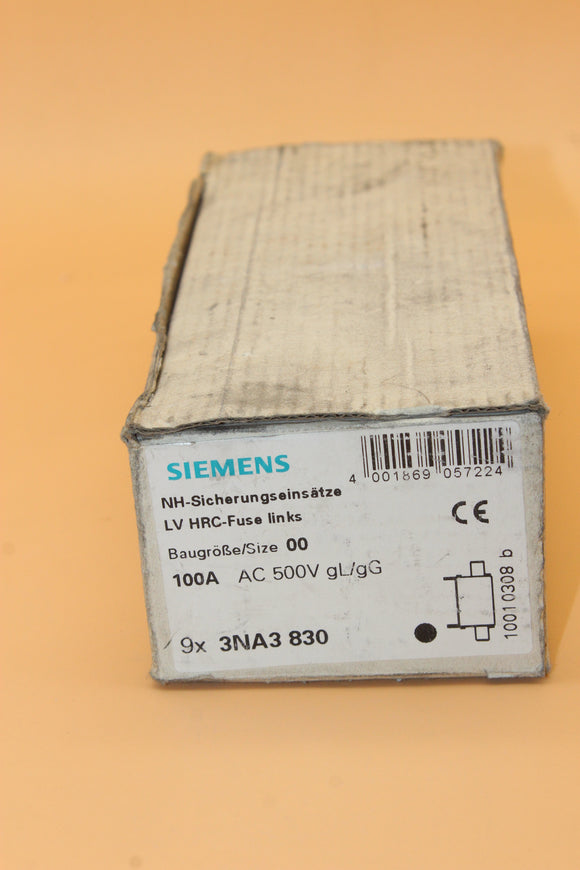 SIEMENS
4 001869 057224
NH-Sicherungseinsätze
LV HRC-Fuse links
CE
Baugröße/Size 00
100A AC 500V gL/gG
9x 3NA3 830
10010308 b